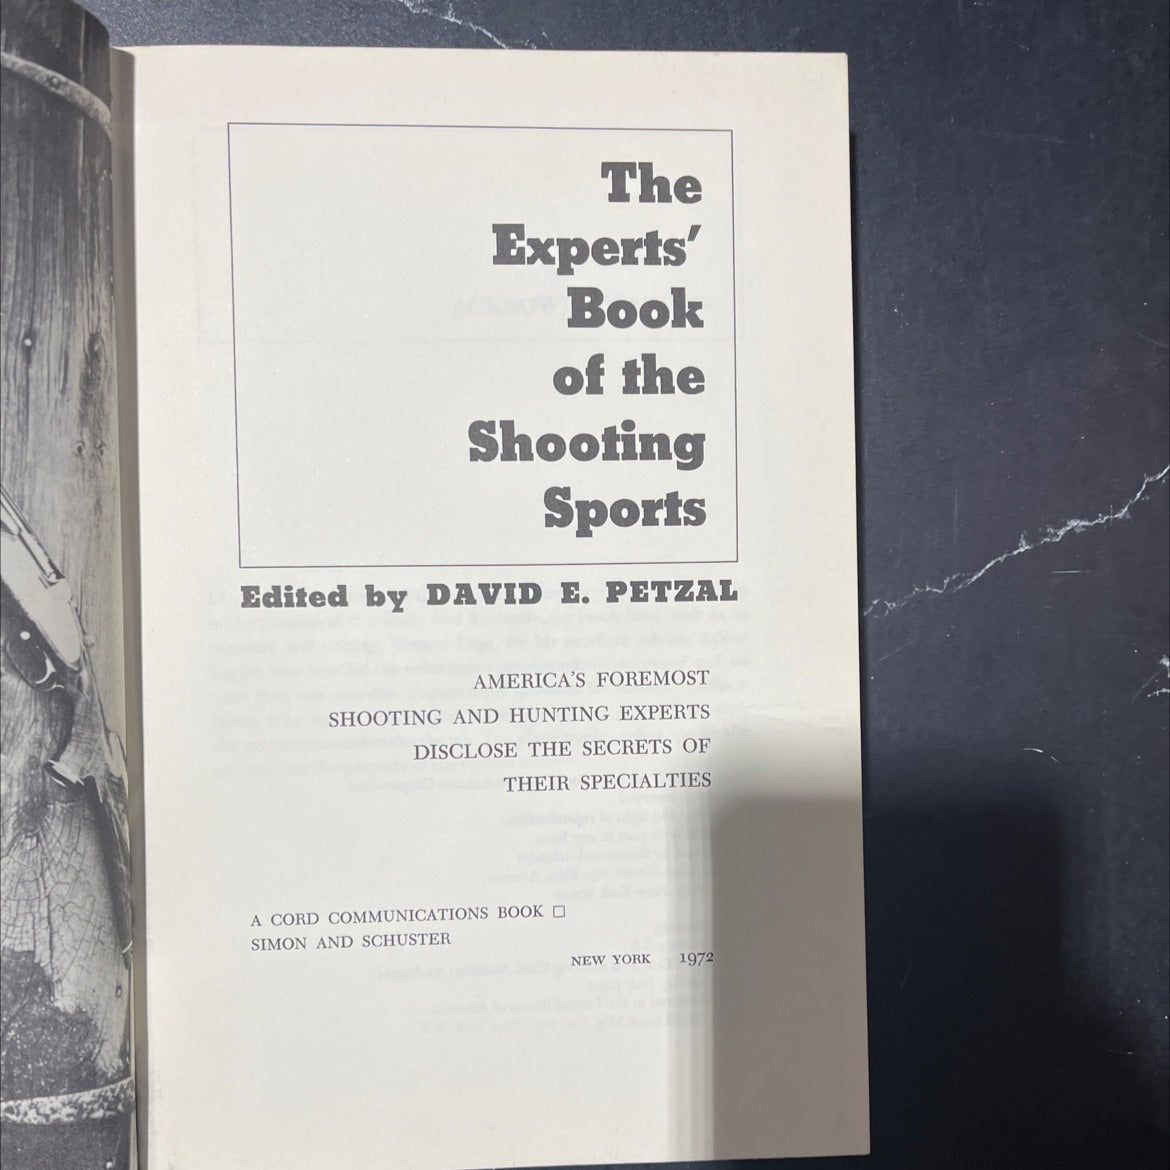 The
Experts'
Book
of the
Shooting
Sports
Edited by DAVID E. PETZAL
AMERICA'S FOREMOST
SHOOTING AND HUNTING EXPERTS
DISCLOSE THE SECRETS OF
THEIR SPECIALTIES
A CORD COMMUNICATIONS BOOK □
SIMON AND SCHUSTER
NEW YORK 1972